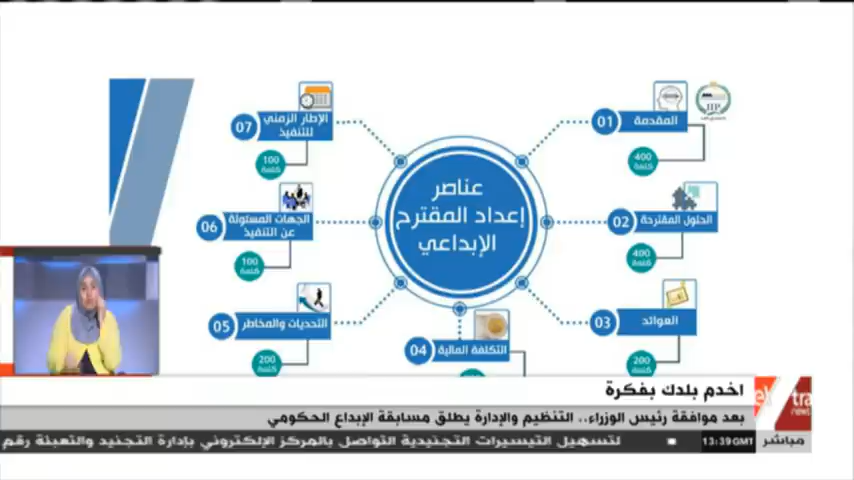 عناصر
إعداد المقترح
الإبداعي
01
المقدمة
400
كلمة
IIP
02
الحلول المقترحة
400
كلمة
03
العوائد
200
كلمة
04
التكلفة المالية
05
التحديات والمخاطر
200
كلمة
06
الجهات المسئولة
عن التنفيذ
100
كلمة
07
الإطار الزمني
للتنفيذ
100
كلمة
اخدم بلدك بفكرة
بعد موافقة رئيس الوزراء.. التنظيم والإدارة يطلق مسابقة الإبداع الحكومي
مباشر
13:39 GMT
لتسهيل التيسيرات التجنيدية التواصل بالمركز الإلكتروني بإدارة التجنيد والتعبئة رقم
tra
news